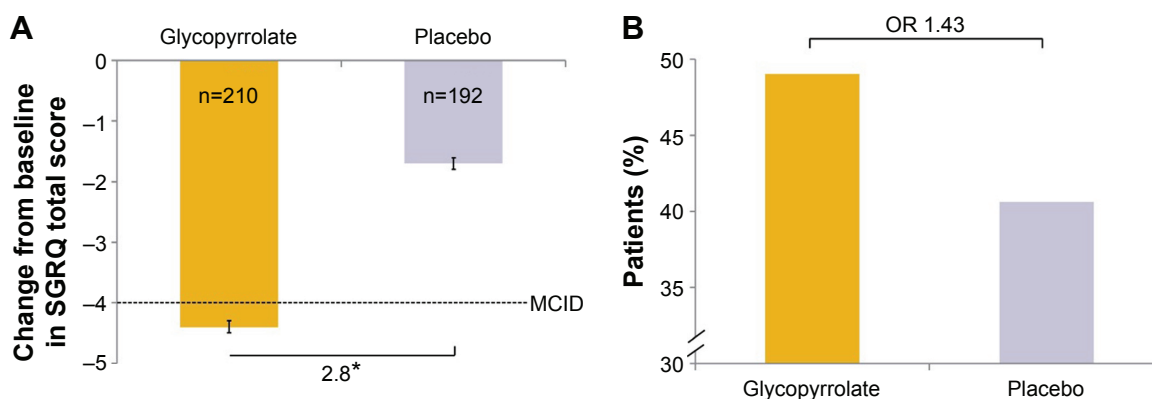 A
Glycopyrrolate
Placebo
Change from baseline
in SGRQ total score
0
–1
–2
–3
–4
–5
n=210
n=192
MCID
2.8*
B
OR 1.43
Patients (%)
50
45
40
35
30
Glycopyrrolate
Placebo